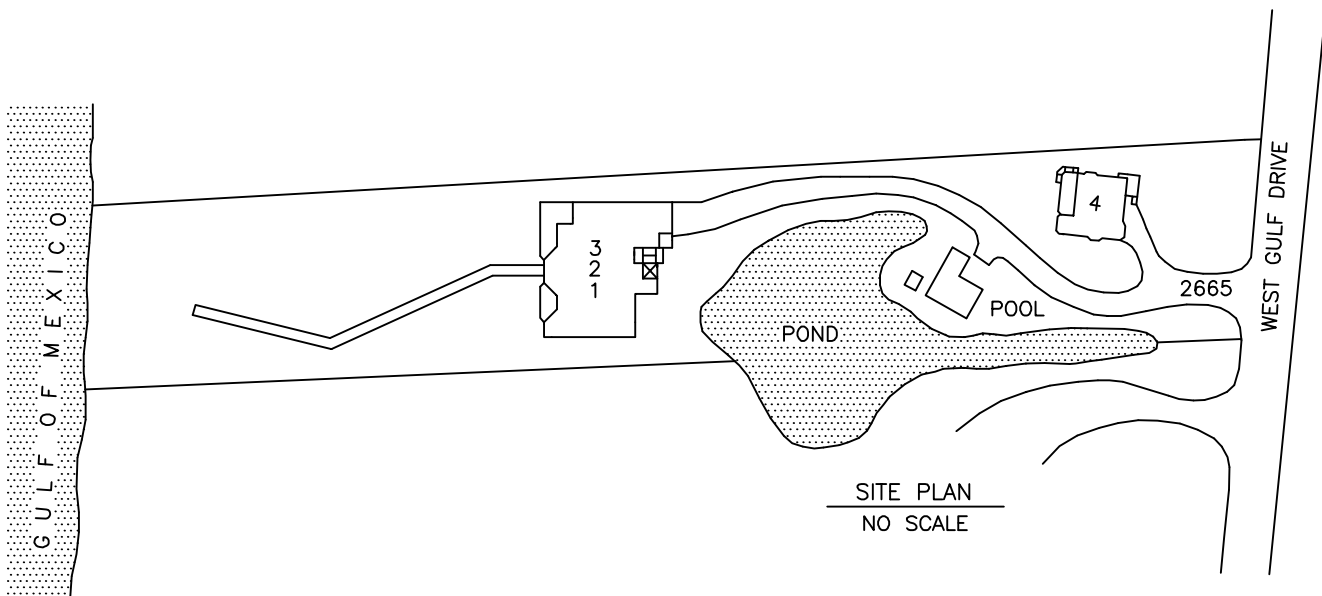 GULF OF MEXICO
3
2
1
4
2665
WEST GULF DRIVE
POOL
POND
SITE PLAN
NO SCALE